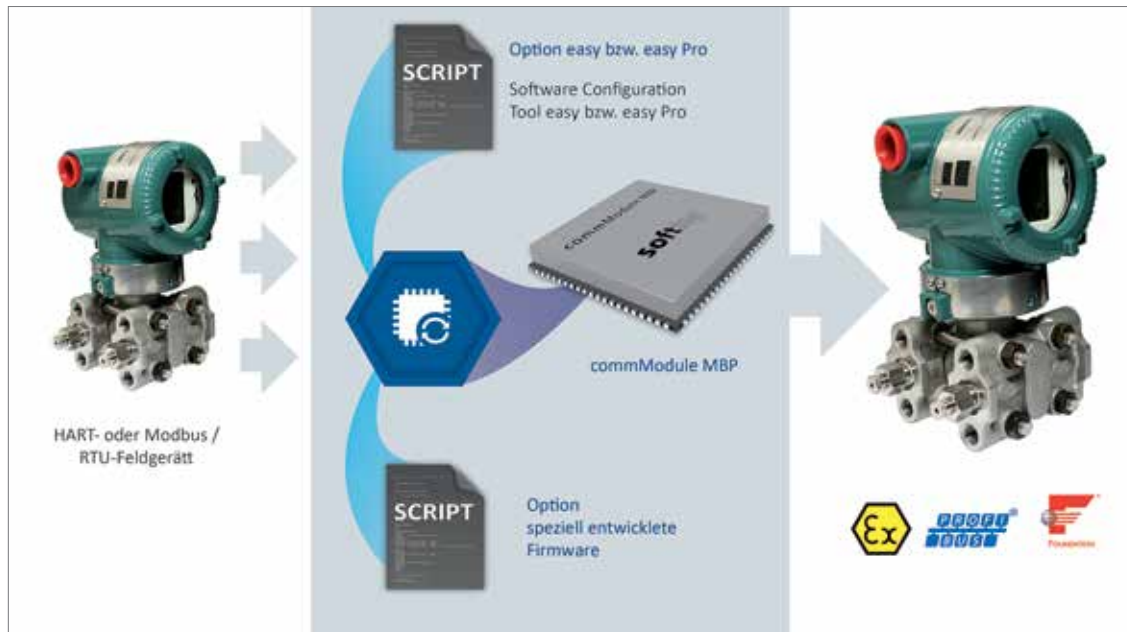 SCRIPT
Option easy bzw. easy Pro
Software Configuration
Tool easy bzw. easy Pro
commModule MBP
soft
commModule MBP
HART- oder Modbus /
RTU-Feldgerätt
SCRIPT
Option
speziell entwicklete
Firmware
Ex
PROFI
BUS
®
FOUNDATION